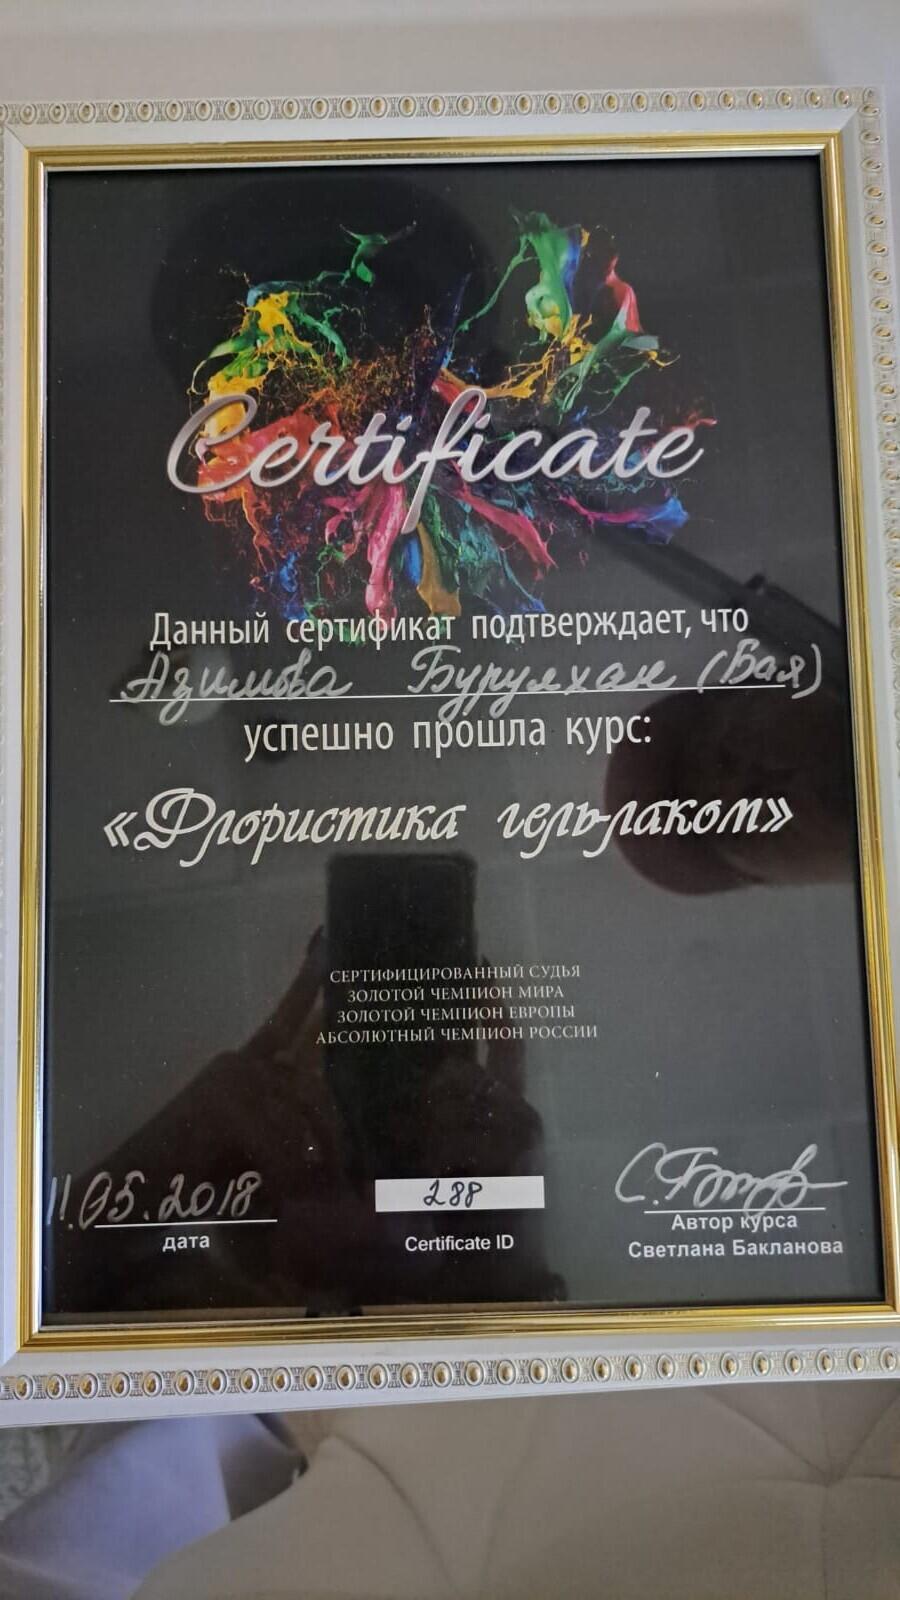 Certificate
Данный сертификат подтверждает, что
Азимова Бурулхан (Бая)
успешно прошла курс:
«Флористика гель-лаком»
СЕРТИФИЦИРОВАННЫЙ СУДЬЯ
ЗОЛОТОЙ ЧЕМПИОН МИРА
ЗОЛОТОЙ ЧЕМПИОН ЕВРОПЫ
АБСОЛЮТНЫЙ ЧЕМПИОН РОССИИ
11.05.2018
дата
288
Certificate ID
Автор курса
Светлана Бакланова